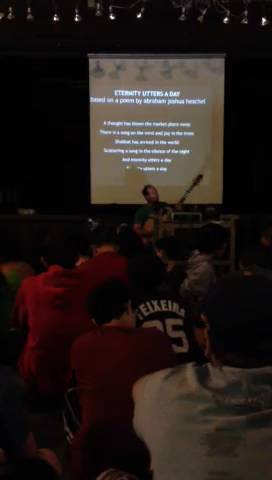 ETERNITY UTTERS A DAY
based on a poem by abraham joshua heschel
A thought has blown the market place away
There is a song on the wind and joy in the trees
Shabbat has arrived in the world
Scattering a song in the silence of the night
And eternity utters a day
utters a day
TEIXEIRA
25